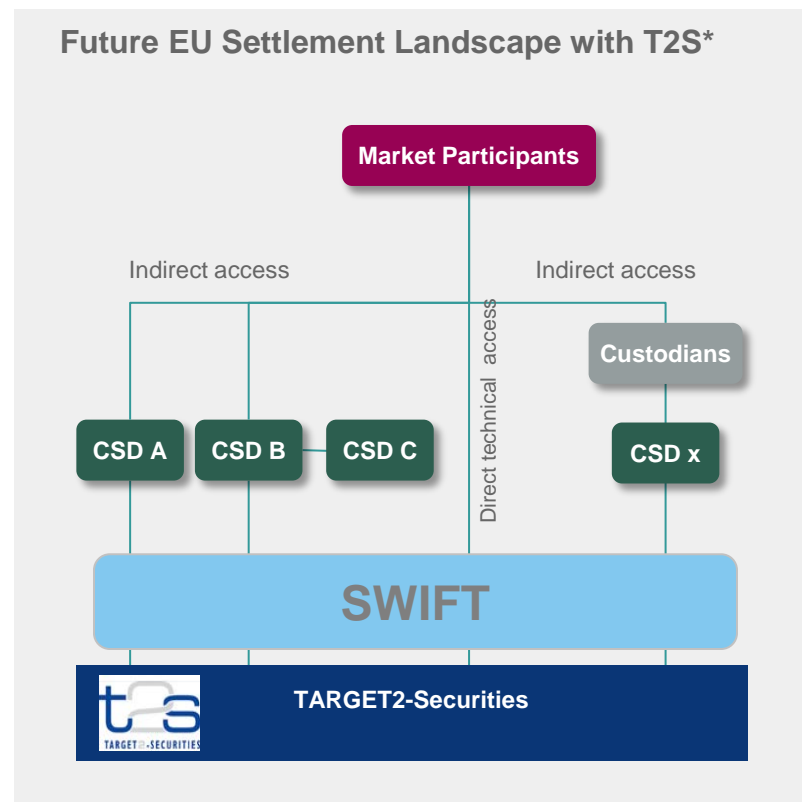 Future EU Settlement Landscape with T2S*
Market Participants
Indirect access
Indirect access
Direct technical access
Custodians
CSD A
CSD B
CSD C
CSD x
SWIFT
TARGET2-Securities
t2s
TARGET2-SECURITIES